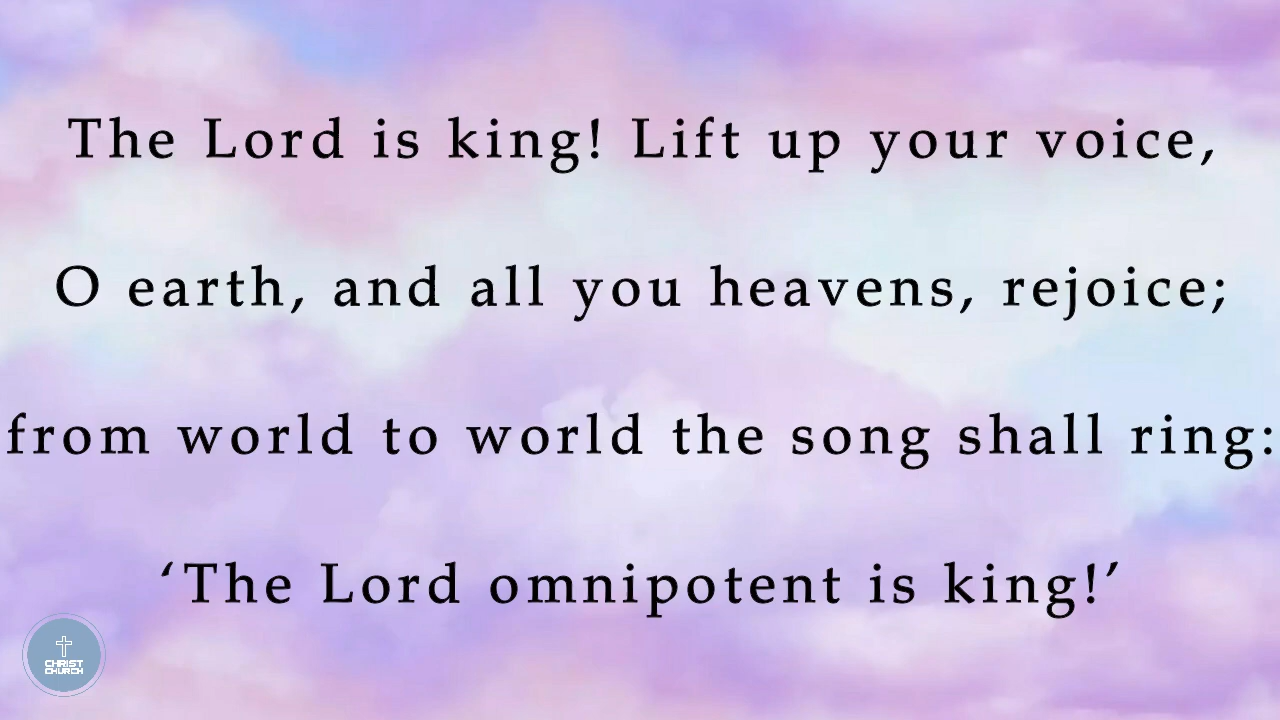 The Lord is king! Lift up your voice,
O earth, and all you heavens, rejoice;
from world to world the song shall ring:
‘The Lord omnipotent is king!’
CHRIST
CHURCH